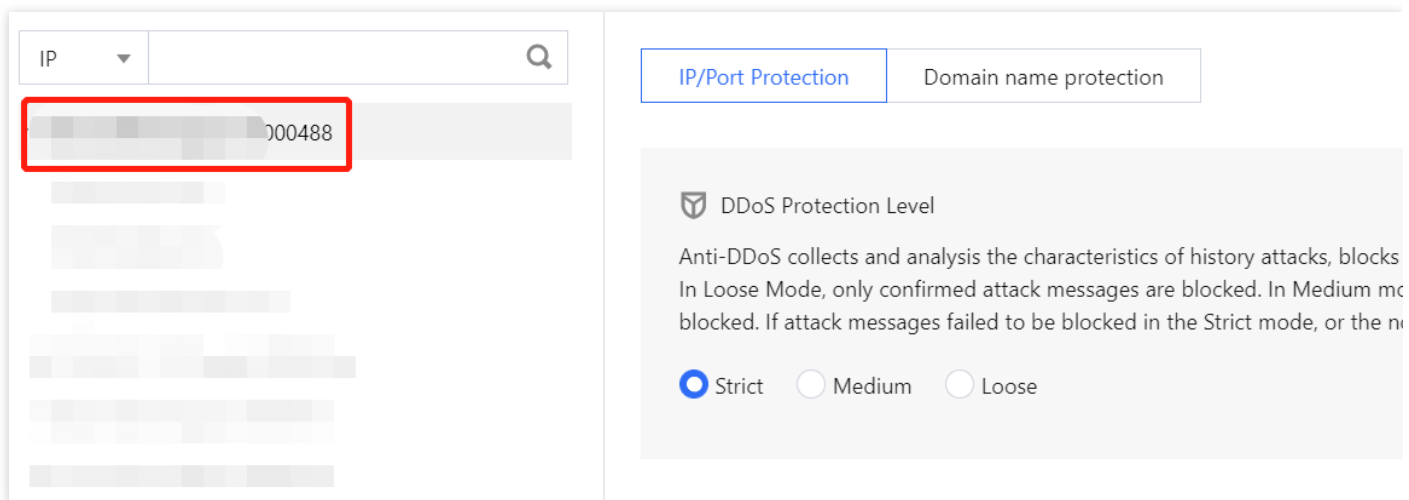 IP
000488
IP/Port Protection
Domain name protection
DDoS Protection Level
Anti-DDoS collects and analysis the characteristics of history attacks, blocks
In Loose Mode, only confirmed attack messages are blocked. In Medium mo
blocked. If attack messages failed to be blocked in the Strict mode, or the n
Strict
Medium
Loose